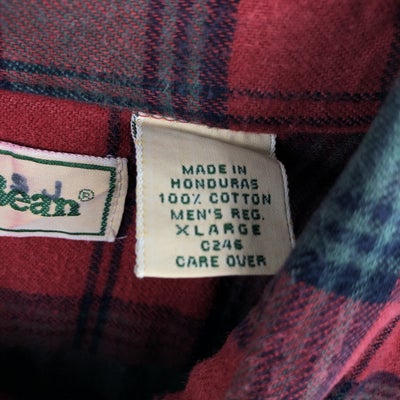 Bean®
MADE IN
HONDURAS
100% COTTON
MEN'S REG.
XLARGE
C246
CARE OVER